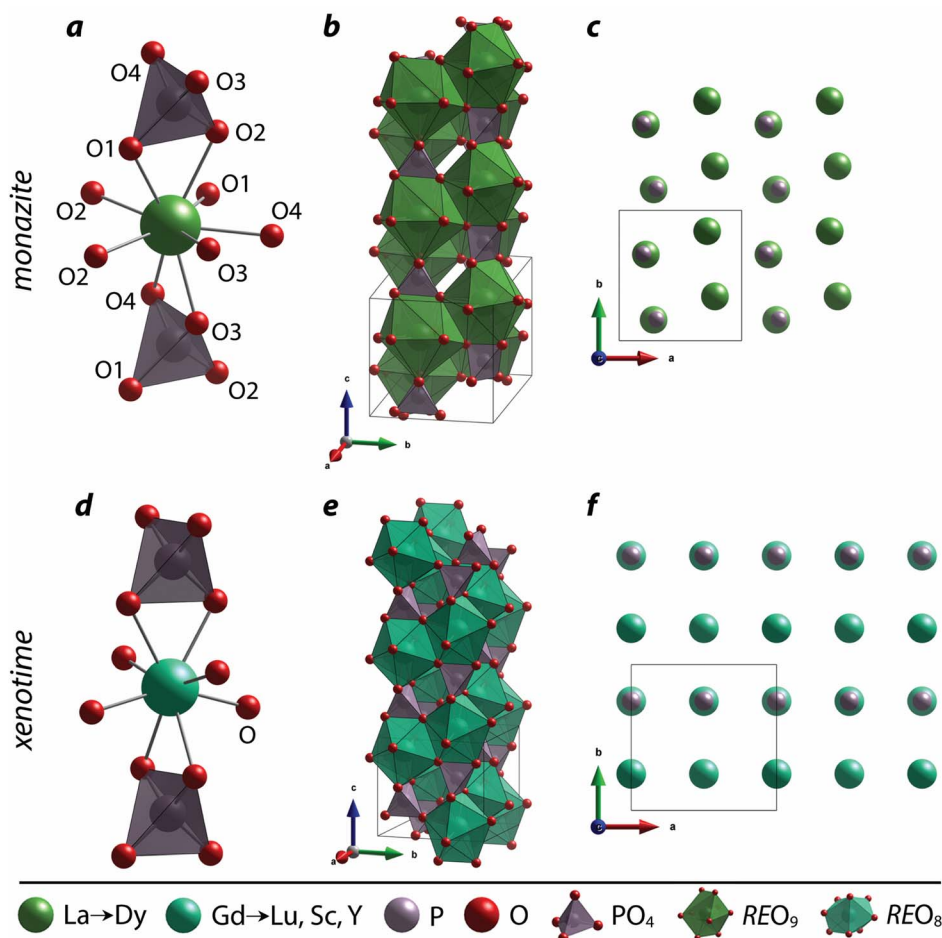 a
b
c
monazite
O4
O3
O1
O2
O2
O1
O4
O2
O3
O4
O3
O1
O2
c
b
a
b
a
d
e
f
xenotime
O
c
b
a
b
a
La→Dy
Gd→Lu, Sc, Y
P
O
PO4
REO9
REO8